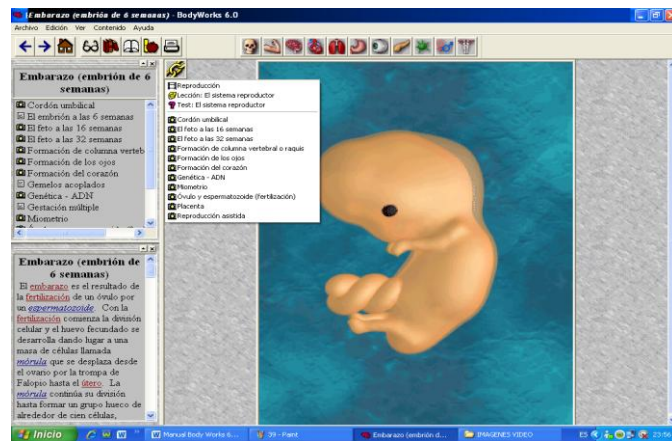 Embarazo (embrión de 6 semanas) - BodyWorks 6.0
Archivo Edición Ver Contenido Ayuda
Embarazo (embrión de 6
semanas)
Cordón umbilical
El embrión a las 6 semanas
El feto a las 16 semanas
El feto a las 32 semanas
Formación de columna verteb
Formación de los ojos
Formación del corazón
Gemelos acoplados
Genética - ADN
Gestación múltiple
Miometrio
Reproducción
Lección: El sistema reproductor
Test: El sistema reproductor
Cordón umbilical
El feto a las 16 semanas
El feto a las 32 semanas
Formación de columna vertebral o raquis
Formación de los ojos
Formación del corazón
Genética - ADN
Miometrio
Óvulo y espermatozoide (fertilización)
Placenta
Reproducción asistida
Embarazo (embrión de
6 semanas)
El embarazo es el resultado de
la fertilización de un óvulo por
un espermatozoide. Con la
fertilización comienza la división
celular y el huevo fecundado se
desarrolla dando lugar a una
masa de células llamada
mórula que se desplaza desde
el ovario por la trompa de
Falopio hasta el útero. La
mórula continúa su división
hasta formar un grupo hueco de
alrededor de cien células,
Inicio
Manual Body Works 6...
39 - Paint
Embarazo (embrión d...
IMAGENES VIDEO
ES